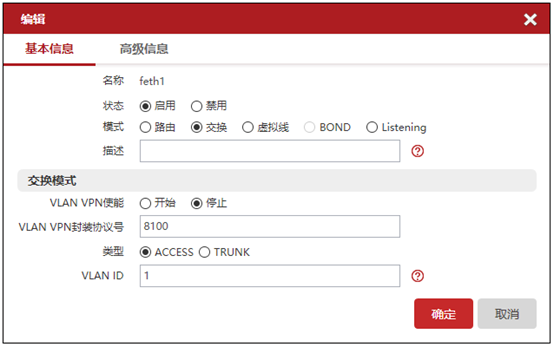 编辑
基本信息 高级信息
名称 feth1
状态 启用 禁用
模式 路由 交换 虚拟线 BOND Listening
描述
交换模式
VLAN VPN使能 开始 停止
VLAN VPN封装协议号 8100
类型 ACCESS TRUNK
VLAN ID 1
确定 取消